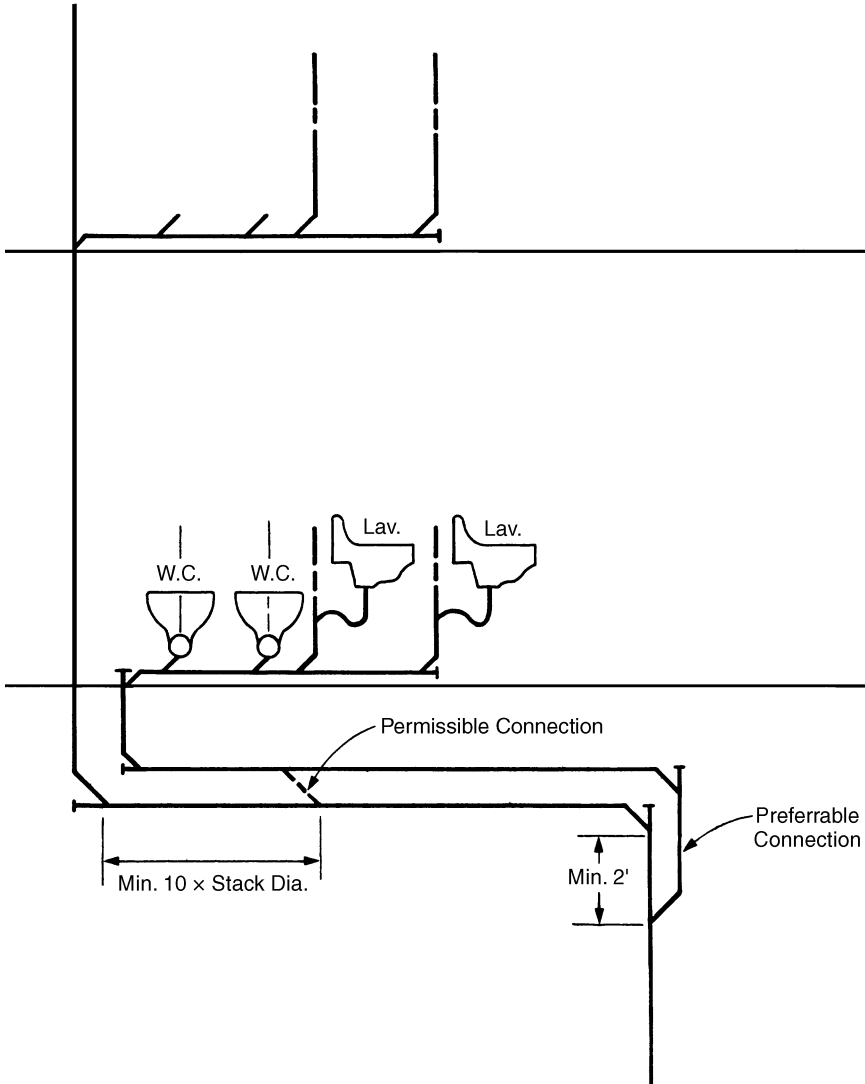 Lav.
Lav.
W.C.
W.C.
Permissible Connection
Preferrable
Connection
Min. 10 × Stack Dia.
Min. 2'